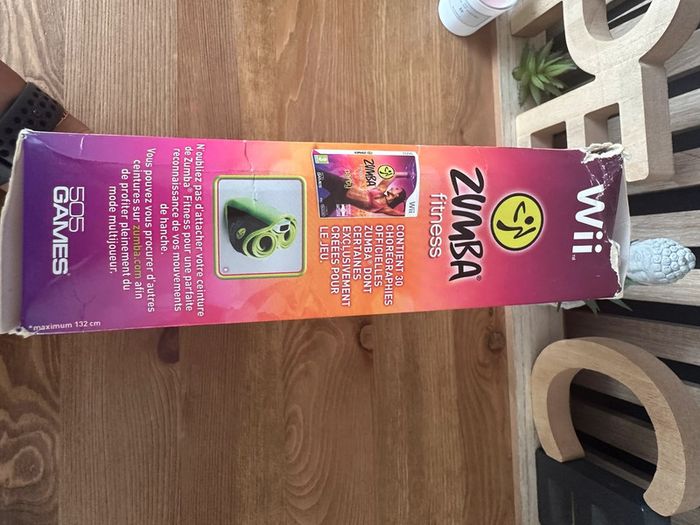 Wii™
ZUMBA®
fitness
CONTIENT 30
CHORÉGRAPHIES
OFFICIELLES
ZUMBA® DONT
CERTAINES
EXCLUSIVEMENT
CRÉÉES POUR
LE JEU
Wii
ZUMBA
N'oubliez pas d'attacher votre ceinture
de Zumba® Fitness pour une parfaite
reconnaissance de vos mouvements
de hanche
Vous pouvez vous procurer d'autres
ceintures sur zumba.com afin
de profiter pleinement du
mode multijoueur.
505
GAMES
*maximum 132 cm